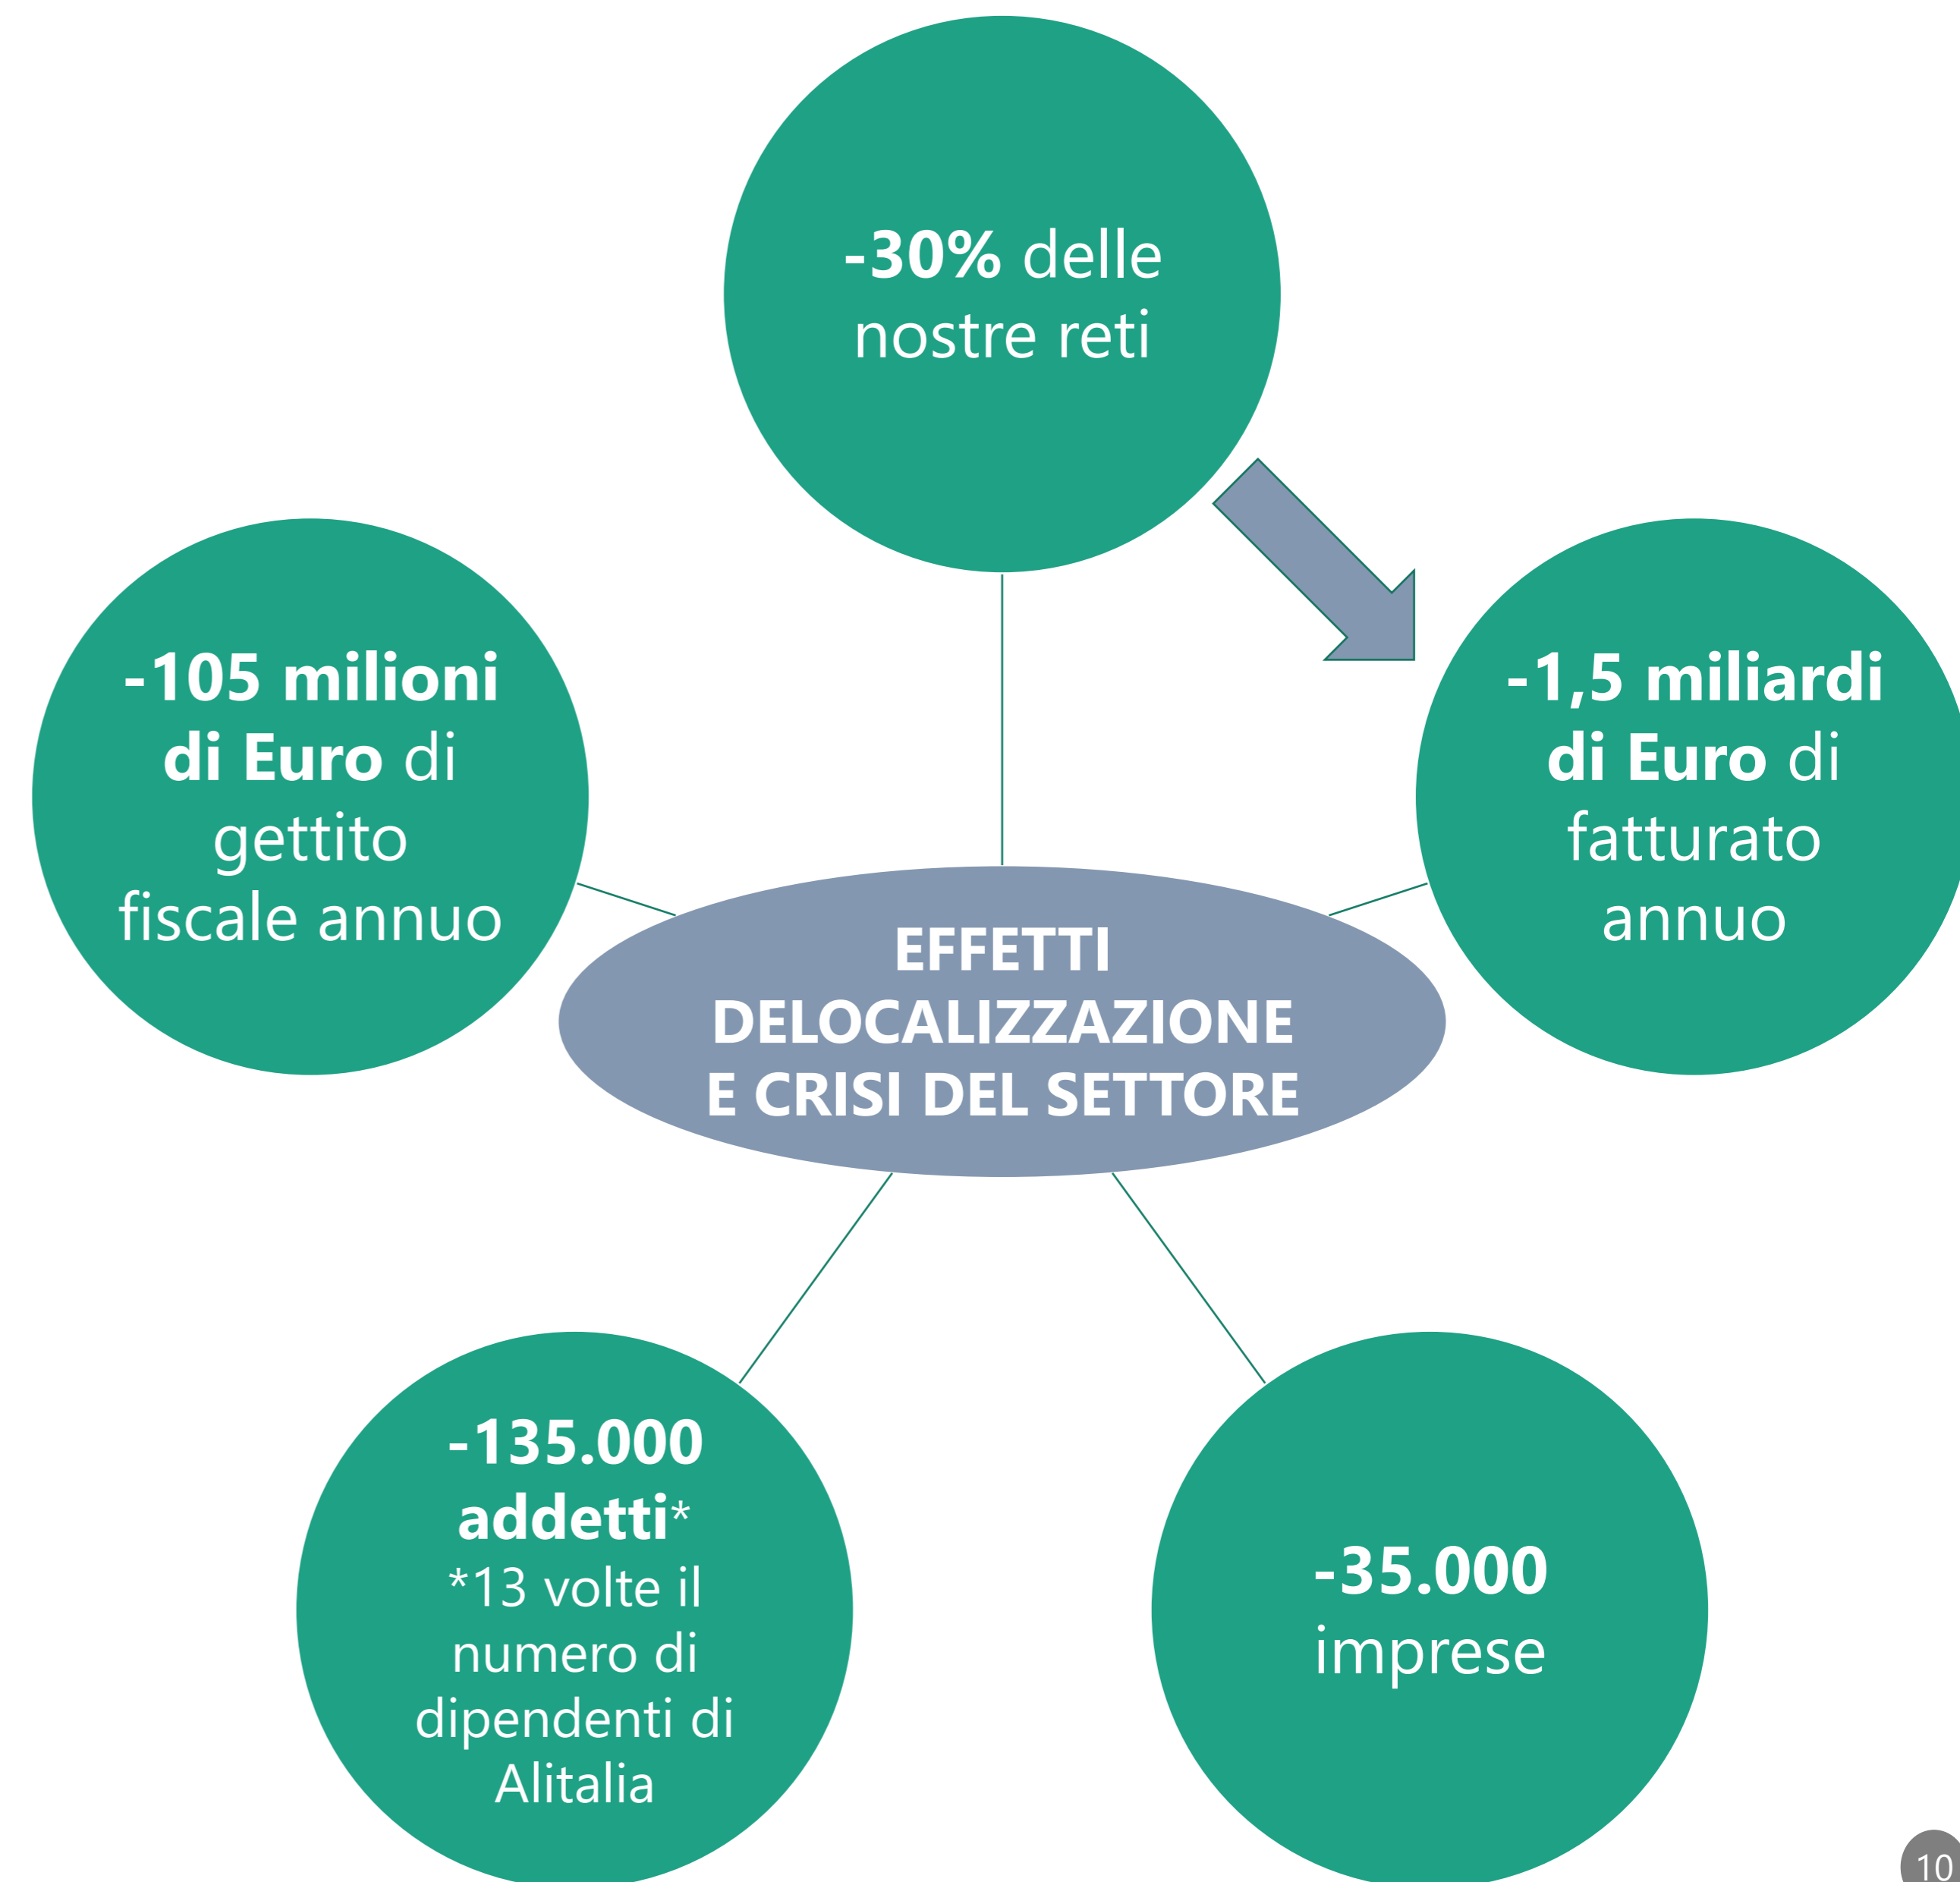 -30% delle
nostre reti
-105 milioni
di Euro di
gettito
fiscale annuo
-1,5 miliardi
di Euro di
fatturato
annuo
EFFETTI
DELOCALIZZAZIONE
E CRISI DEL SETTORE
-135.000
addetti*
*13 volte il
numero di
dipendenti di
Alitalia
-35.000
imprese
10